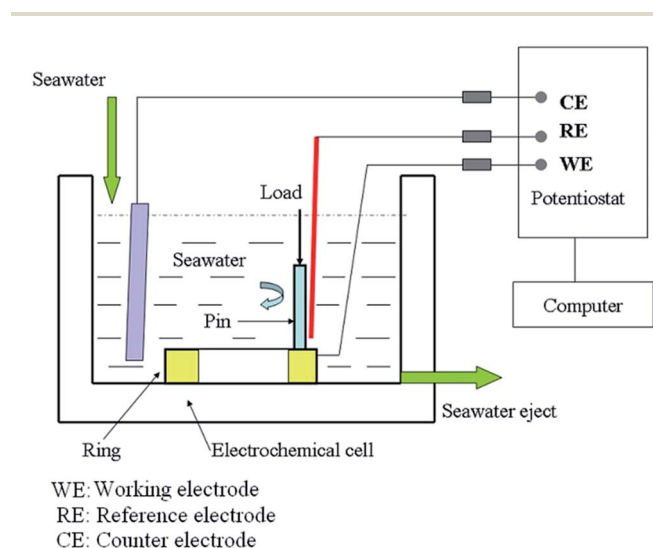 Seawater
CE
RE
WE
Potentiostat
Load
Seawater
Computer
Pin
Seawater eject
Ring
Electrochemical cell
WE: Working electrode
RE: Reference electrode
CE: Counter electrode